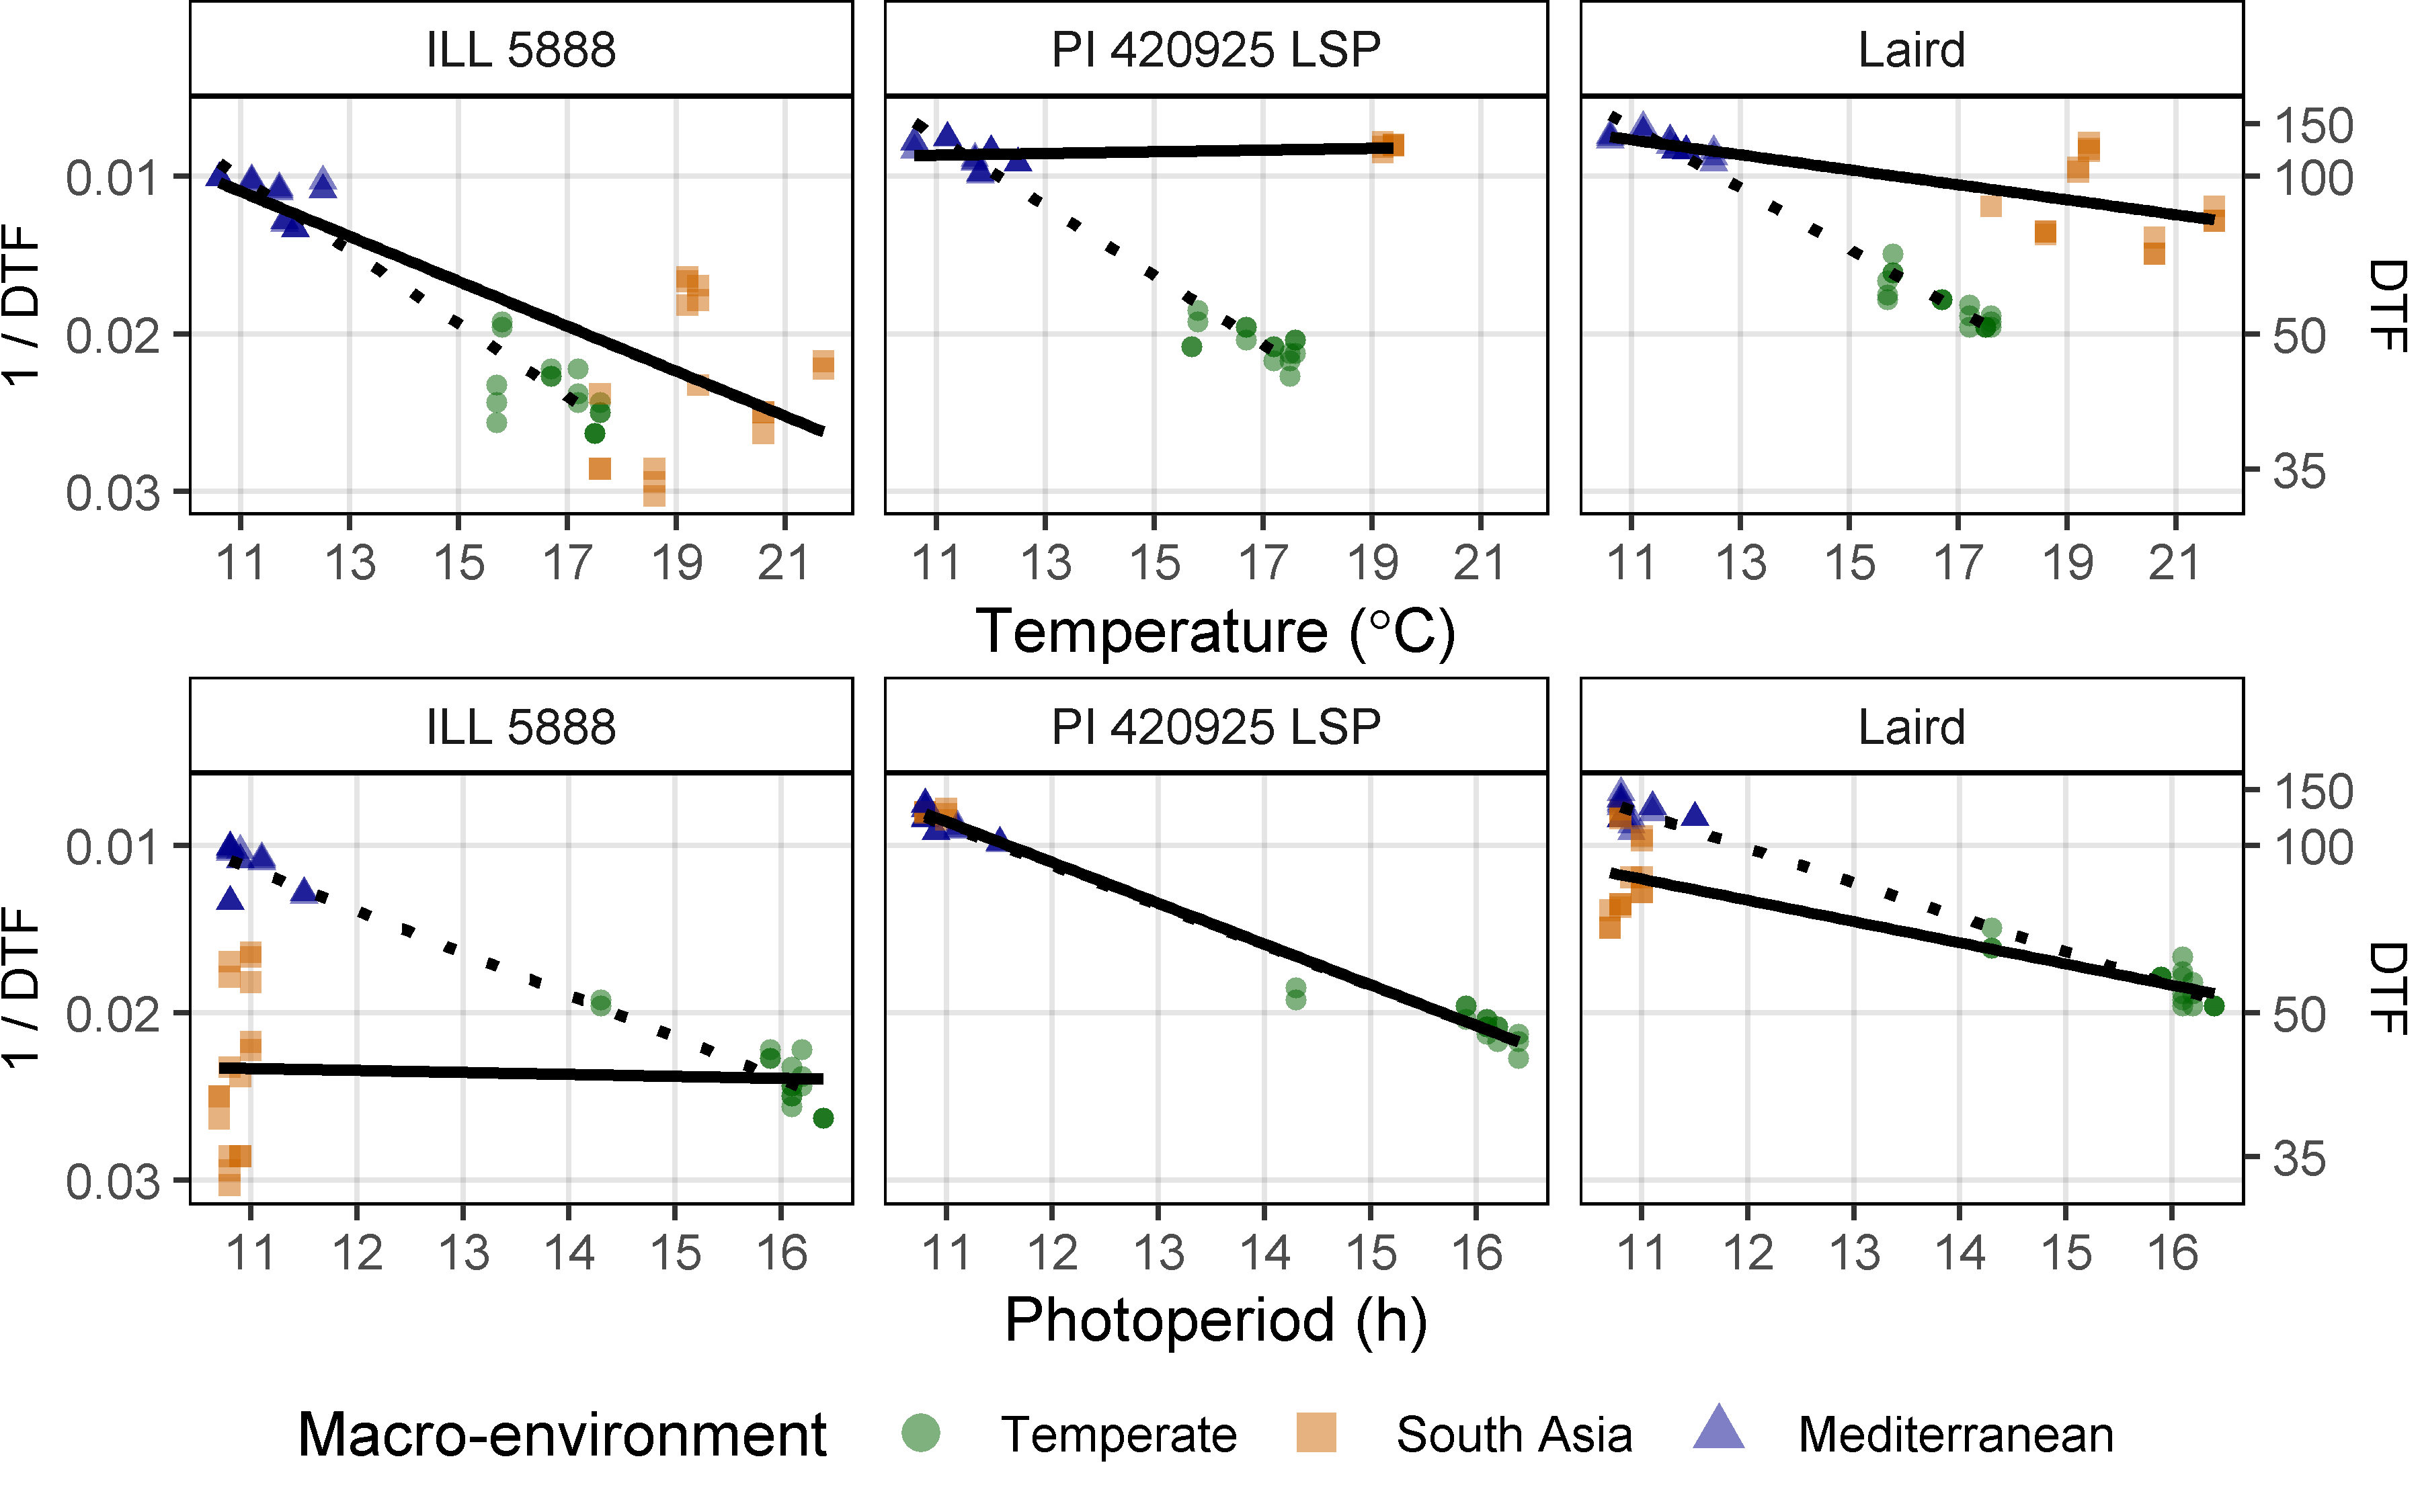 ILL 5888 PI 420925 LSP Laird
1 / DTF
0.01
0.02
0.03
150
100
50
35
DTF
11 13 15 17 19 21 11 13 15 17 19 21 11 13 15 17 19 21
Temperature (°C)
ILL 5888 PI 420925 LSP Laird
1 / DTF
0.01
0.02
0.03
150
100
50
35
DTF
11 12 13 14 15 16 11 12 13 14 15 16 11 12 13 14 15 16
Photoperiod (h)
Macro-environment Temperate South Asia Mediterranean